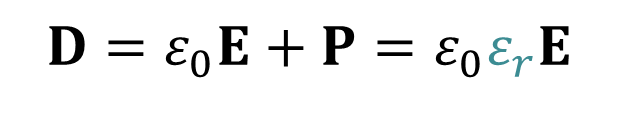 𝐃 = 𝜀₀𝐄 + 𝐏 = 𝜀₀𝜀ᵣ𝐄